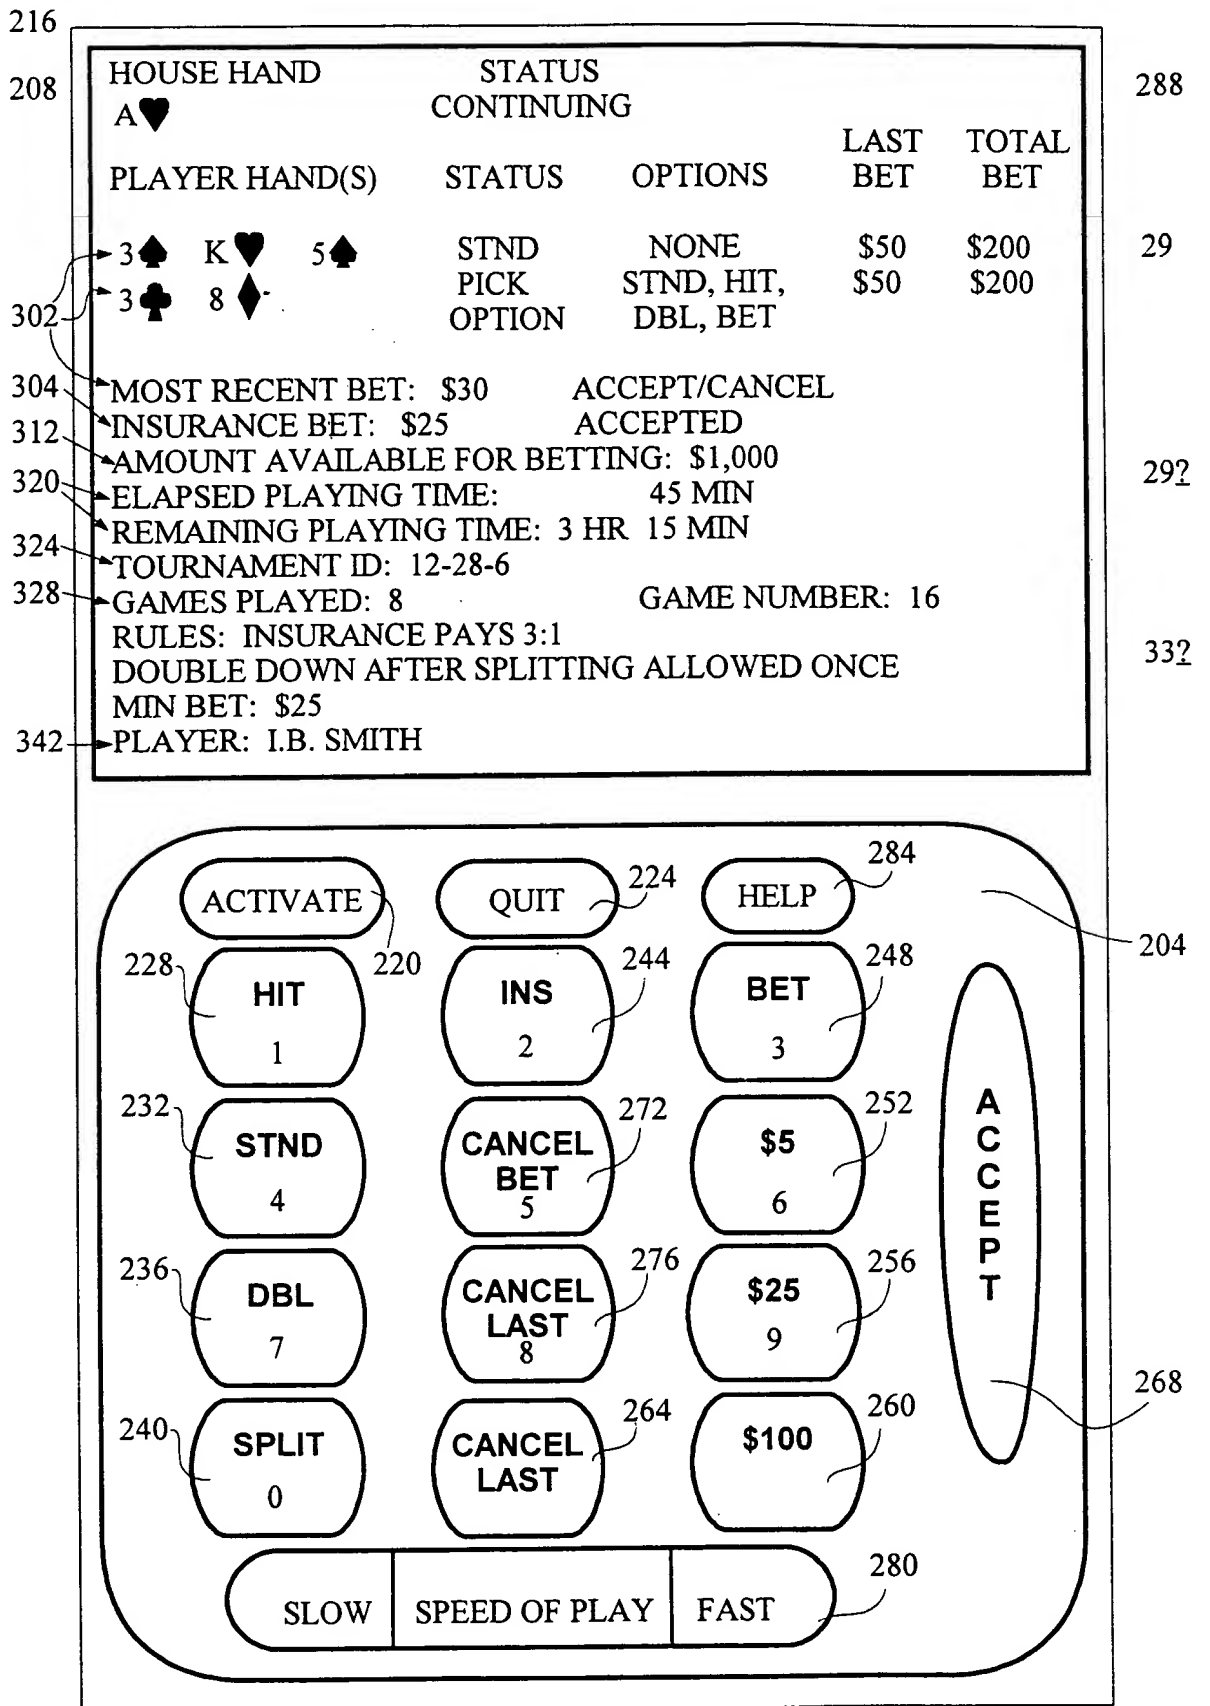 216
208
HOUSE HAND STATUS
A♥ CONTINUING
288
LAST TOTAL
PLAYER HAND(S) STATUS OPTIONS BET BET
3♠ K♥ 5♠ STND NONE $50 $200
29
3♣ 8♦ PICK STND, HIT, $50 $200
OPTION DBL, BET
302
304 MOST RECENT BET: $30 ACCEPT/CANCEL
312 INSURANCE BET: $25 ACCEPTED
AMOUNT AVAILABLE FOR BETTING: $1,000
29?
320 ELAPSED PLAYING TIME: 45 MIN
REMAINING PLAYING TIME: 3 HR 15 MIN
324 TOURNAMENT ID: 12-28-6
328 GAMES PLAYED: 8 GAME NUMBER: 16
RULES: INSURANCE PAYS 3:1
33?
DOUBLE DOWN AFTER SPLITTING ALLOWED ONCE
MIN BET: $25
342 PLAYER: I.B. SMITH
ACTIVATE QUIT 224 HELP 284
204
228 220 244 248
HIT INS BET
1 2 3
232 272 252
STND CANCEL BET $5
4 5 6
ACCEPT
236 276 256
DBL CANCEL LAST $25
7 8 9
268
240 264 260
SPLIT CANCEL LAST $100
0
280
SLOW SPEED OF PLAY FAST